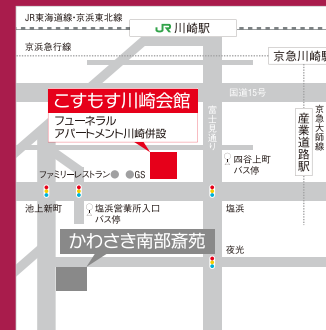 JR東海道線・京浜東北線
JR川崎駅
京浜急行線
京急川崎駅
国道15号
こすもす川崎会館
フューネラル
アパートメント川崎併設
富士見通り
産業道路駅
京急大師線
四谷上町
バス停
ファミリーレストラン
GS
池上新町
塩浜営業所入口
バス停
塩浜
かわさき南部斎苑
夜光